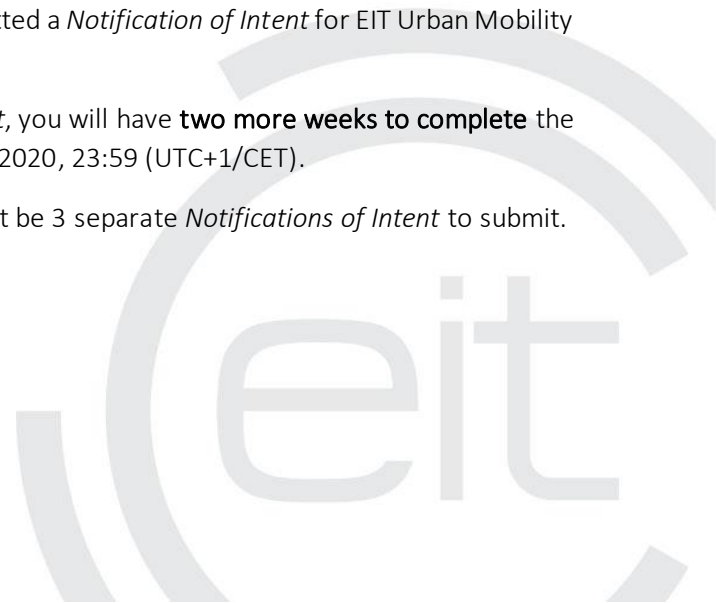 tted a Notification of Intent for EIT Urban Mobility
t, you will have two more weeks to complete the
2020, 23:59 (UTC+1/CET).
t be 3 separate Notifications of Intent to submit.
eit